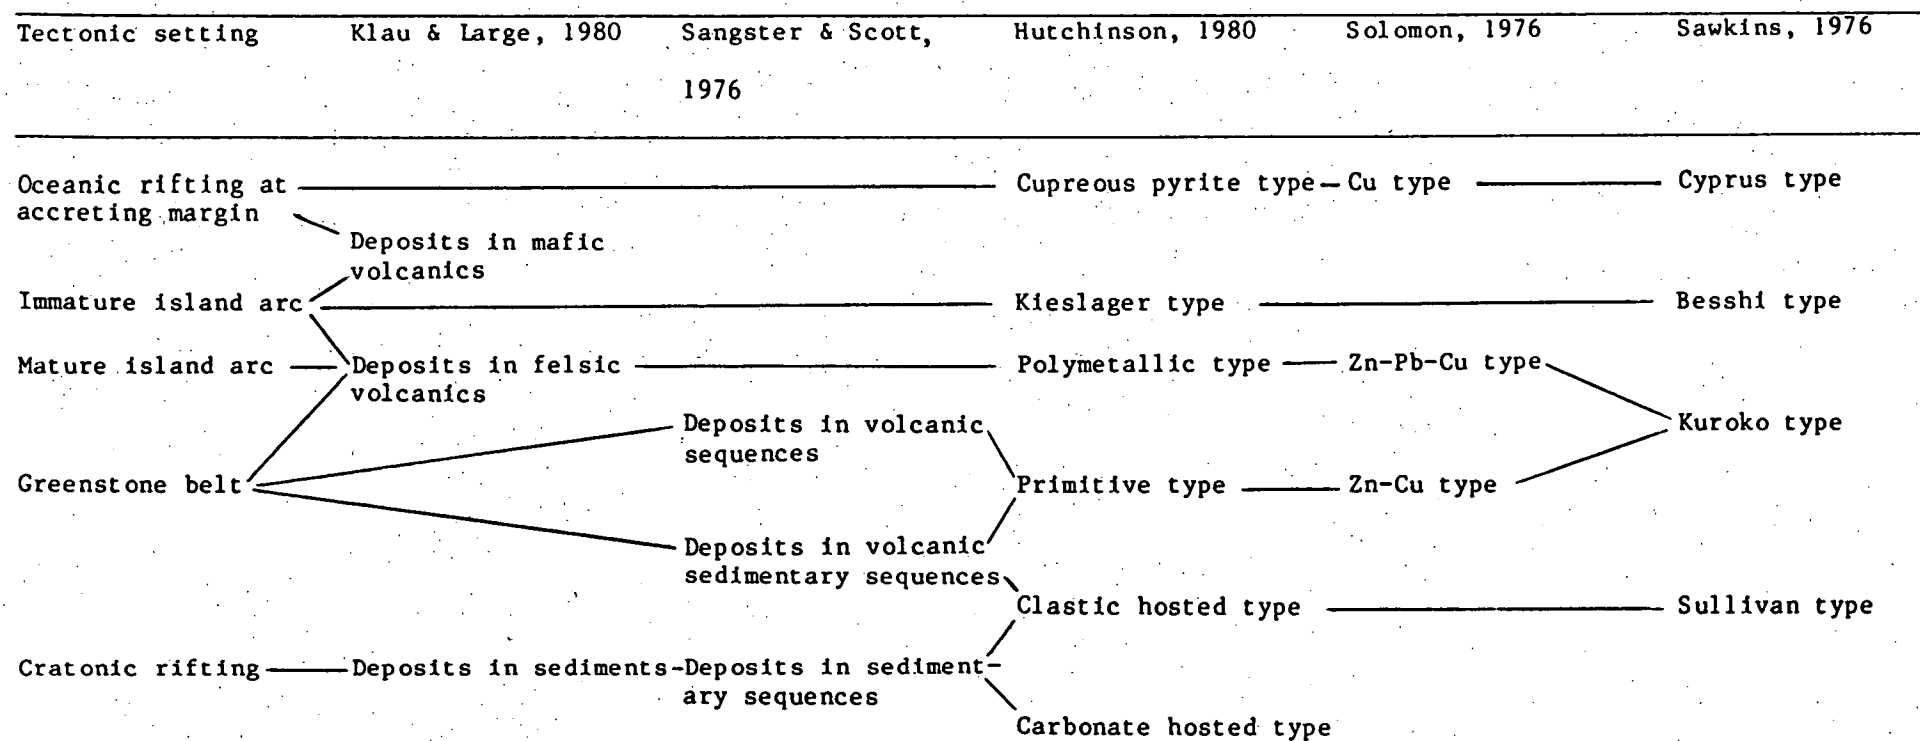 Tectonic setting Klau & Large, 1980 Sangster & Scott, Hutchinson, 1980 Solomon, 1976 Sawkins, 1976
1976
Oceanic rifting at Cupreous pyrite type Cu type Cyprus type
accreting margin
Deposits in mafic
volcanics
Immature island arc Kieslager type Besshi type
Mature island arc Deposits in felsic Polymetallic type Zn-Pb-Cu type
volcanics
Deposits in volcanic Kuroko type
sequences
Greenstone belt Primitive type Zn-Cu type
Deposits in volcanic
sedimentary sequences
Clastic hosted type Sullivan type
Cratonic rifting Deposits in sediments Deposits in sediment-
ary sequences
Carbonate hosted type